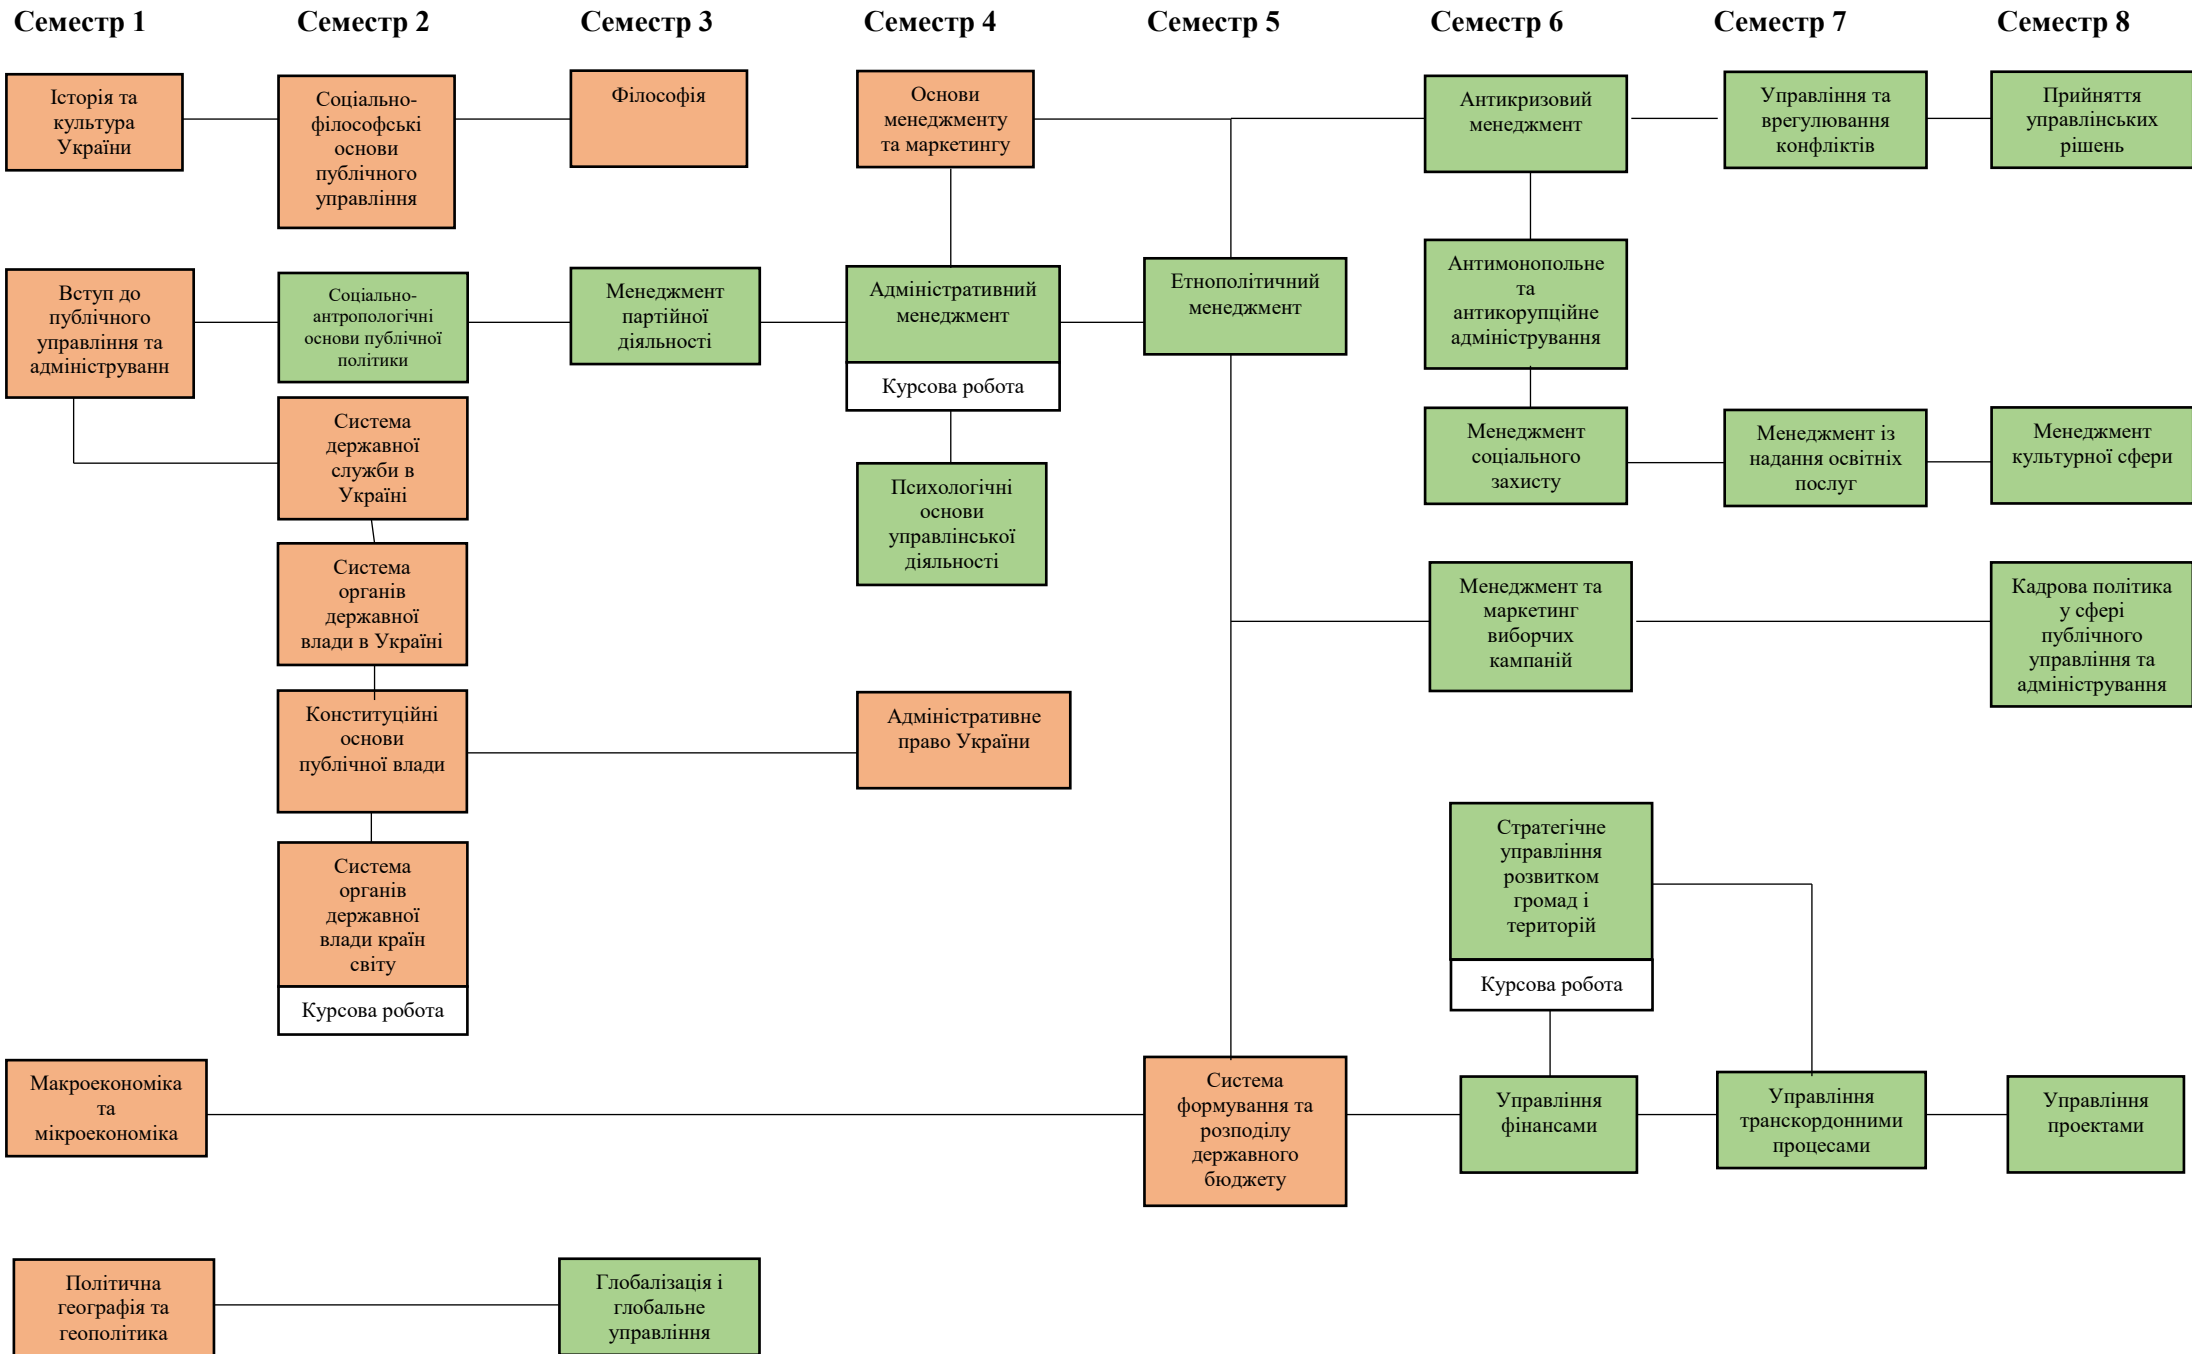 Семестр 1
Семестр 2
Семестр 3
Семестр 4
Семестр 5
Семестр 6
Семестр 7
Семестр 8
Історія та
культура
України
Соціально-
філософські
основи
публічного
управління
Філософія
Основи
менеджменту
та маркетингу
Антикризовий
менеджмент
Управління та
врегулювання
конфліктів
Прийняття
управлінських
рішень
Вступ до
публічного
управління та
адмініструванн
Соціально-
антропологічні
основи публічної
політики
Менеджмент
партійної
діяльності
Адміністративний
менеджмент
Курсова робота
Етнополітичний
менеджмент
Антимонопольне
та
антикорупційне
адміністрування
Система
державної
служби в
Україні
Психологічні
основи
управлінської
діяльності
Менеджмент
соціального
захисту
Менеджмент із
надання освітніх
послуг
Менеджмент
культурної сфери
Система
органів
державної
влади в Україні
Менеджмент та
маркетинг
виборчих
кампаній
Кадрова політика
у сфері
публічного
управління та
адміністрування
Конституційні
основи
публічної влади
Адміністративне
право України
Система
органів
державної
влади країн
світу
Курсова робота
Стратегічне
управління
розвитком
громад і
територій
Курсова робота
Макроекономіка
та
мікроекономіка
Система
формування та
розподілу
державного
бюджету
Управління
фінансами
Управління
транскордонними
процесами
Управління
проектами
Політична
географія та
геополітика
Глобалізація і
глобальне
управління